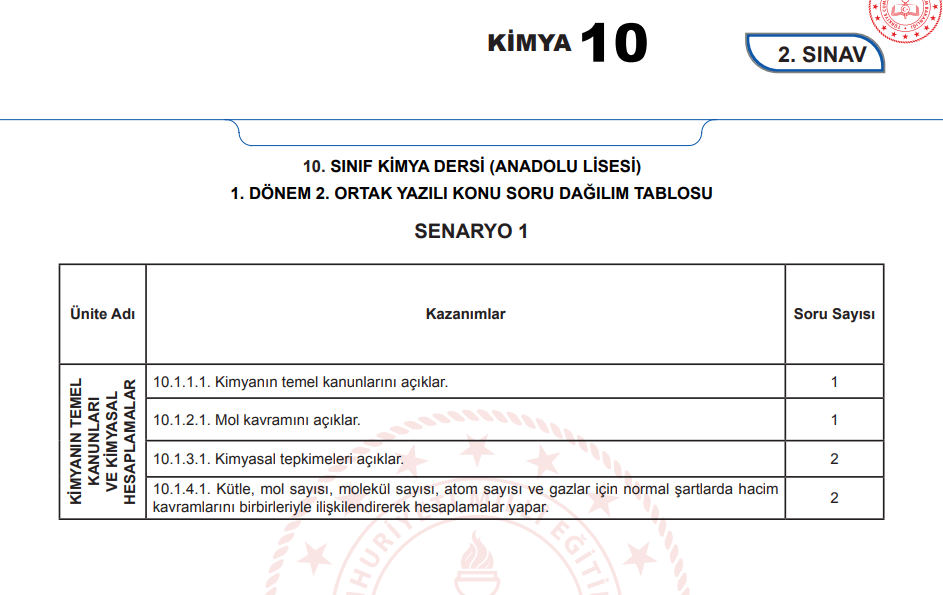 KİMYA 10
2. SINAV
10. SINIF KİMYA DERSİ (ANADOLU LİSESİ)
1. DÖNEM 2. ORTAK YAZILI KONU SORU DAĞILIM TABLOSU
SENARYO 1
Ünite Adı
Kazanımlar
Soru Sayısı
KİMYANIN TEMEL
KANUNLARI
VE KİMYASAL
HESAPLAMALAR
10.1.1.1. Kimyanın temel kanunlarını açıklar.
1
10.1.2.1. Mol kavramını açıklar.
1
10.1.3.1. Kimyasal tepkimeleri açıklar.
2
10.1.4.1. Kütle, mol sayısı, molekül sayısı, atom sayısı ve gazlar için normal şartlarda hacim
kavramlarını birbirleriyle ilişkilendirerek hesaplamalar yapar.
2